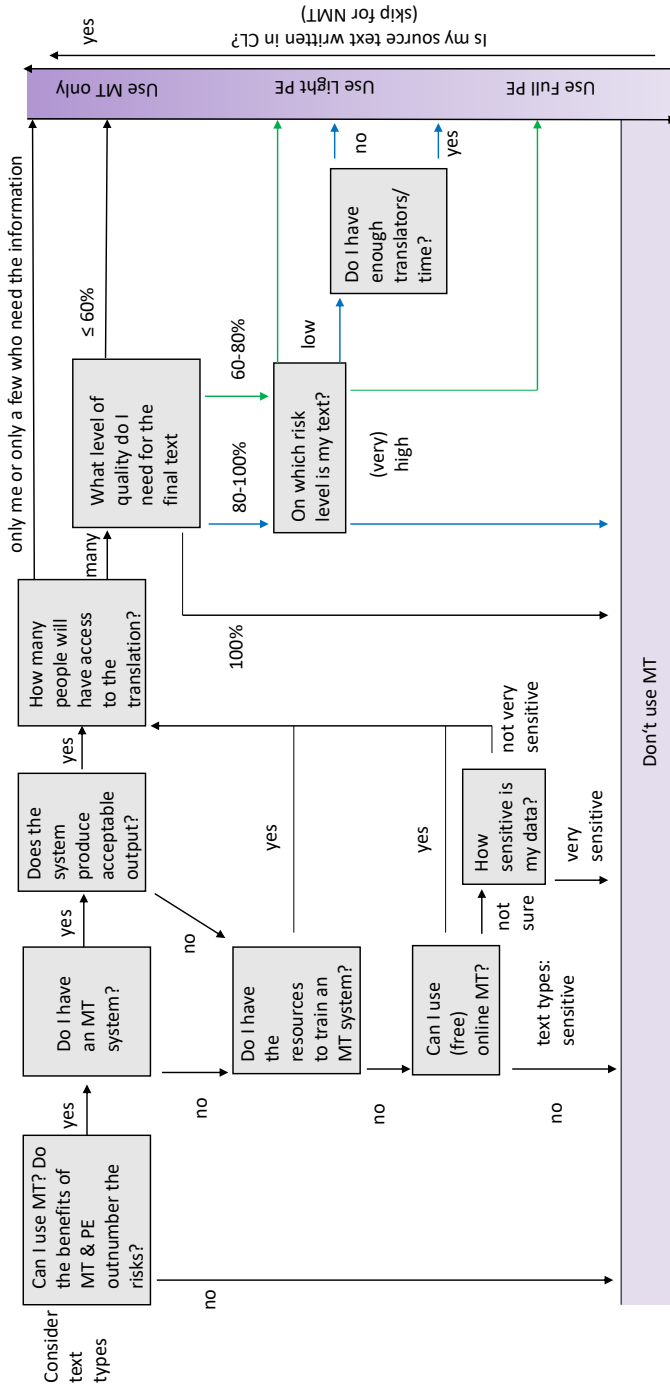 Consider
text
types
Can I use MT? Do
the benefits of
MT & PE
outnumber the
risks?
yes
no
Do I have
an MT
system?
yes
no
Does the
system
produce
acceptable
output?
yes
no
How many
people will
have access
to the
translation?
only me or only a few who need the information
many
What level of
quality do I
need for the
final text
≤ 60%
60-80%
80-100%
100%
Do I have
the
resources
to train an
MT system?
yes
no
Can I use
(free)
online MT?
yes
not
sure
no
text types:
sensitive
How
sensitive is
my data?
not very
sensitive
very
sensitive
On which risk
level is my text?
low
(very)
high
Do I have
enough
translators/
time?
no
yes
Use MT only
Use Light PE
Use Full PE
Is my source text written in CL?
(skip for NMT)
yes
Don't use MT